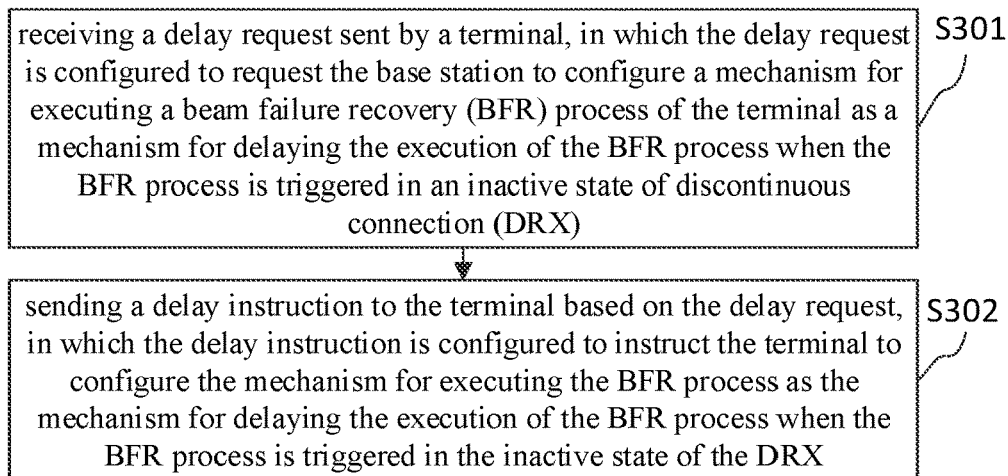 receiving a delay request sent by a terminal, in which the delay request
is configured to request the base station to configure a mechanism for
executing a beam failure recovery (BFR) process of the terminal as a
mechanism for delaying the execution of the BFR process when the
BFR process is triggered in an inactive state of discontinuous
connection (DRX)
S301
sending a delay instruction to the terminal based on the delay request,
in which the delay instruction is configured to instruct the terminal to
configure the mechanism for executing the BFR process as the
mechanism for delaying the execution of the BFR process when the
BFR process is triggered in the inactive state of the DRX
S302